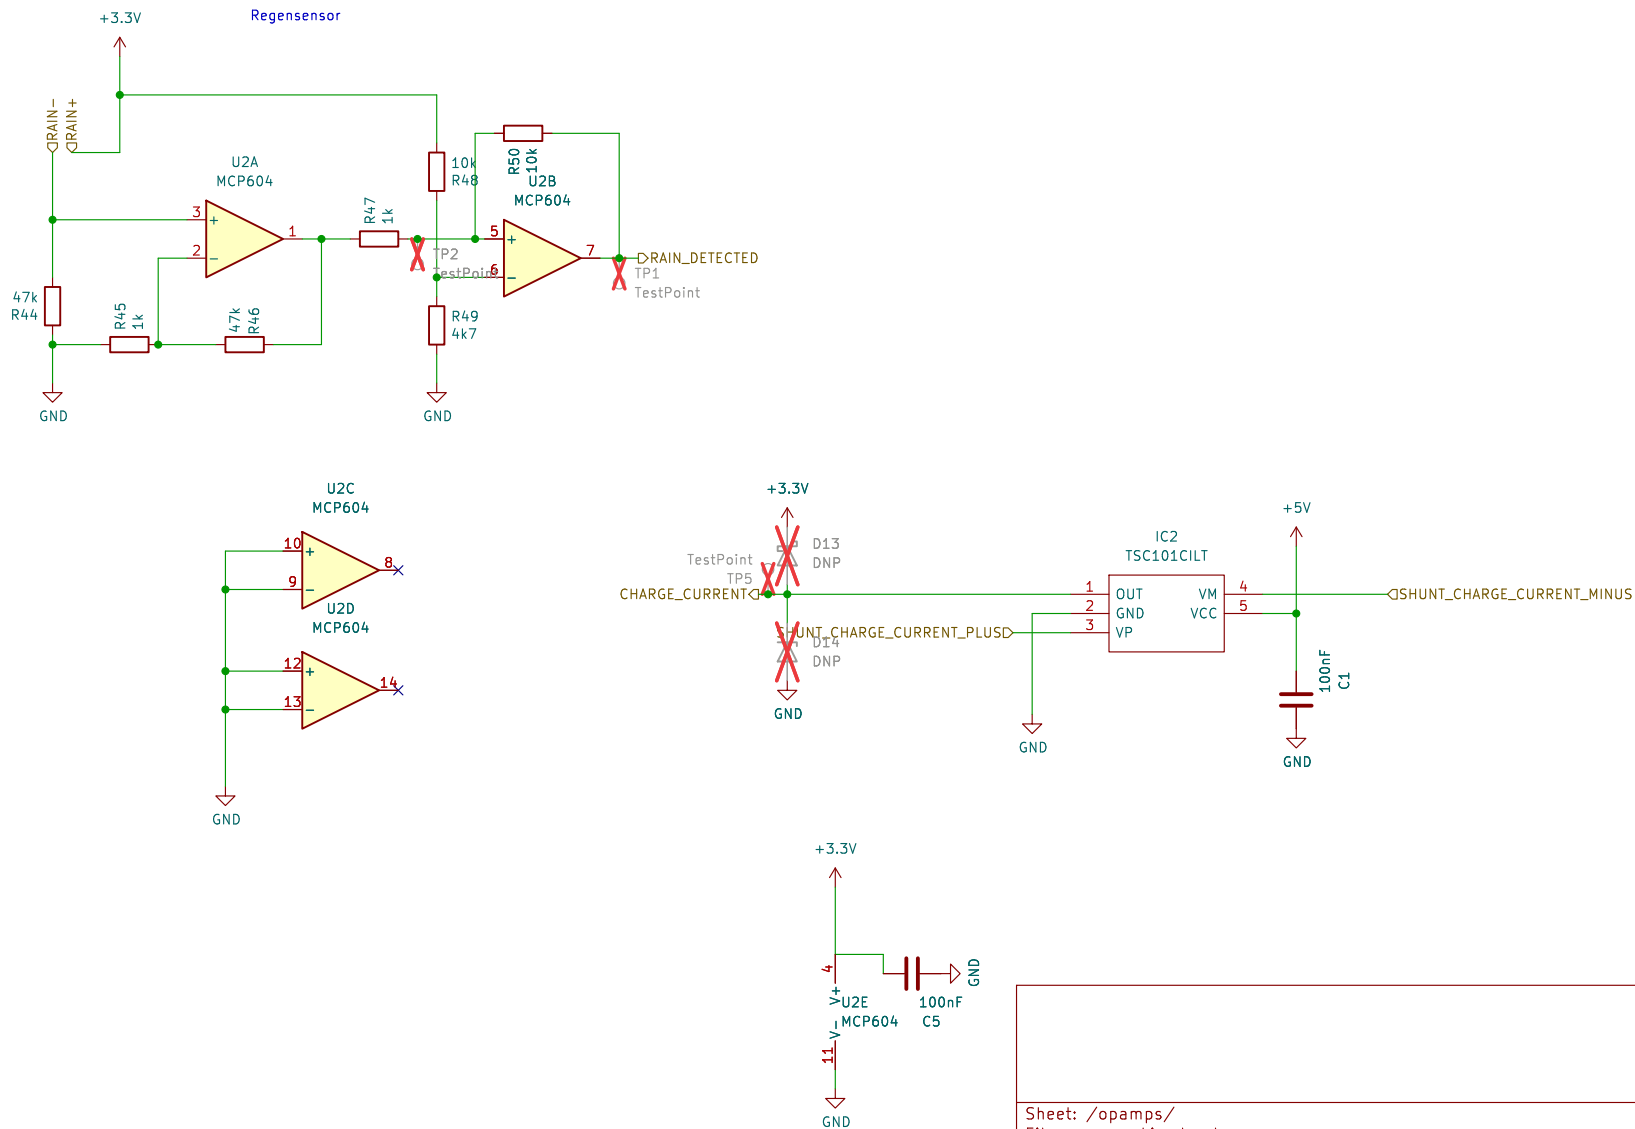 Regensensor
+3.3V
RAIN-
RAIN+
U2A
MCP604
3
+
2
−
1
R47
1k
10k
R48
R50
10k
U2B
MCP604
5
+
6
−
7
RAIN_DETECTED
TP2
TestPoint
TP1
TestPoint
47k
R44
R45
1k
47k
R46
R49
4k7
GND
GND
U2C
MCP604
10
+
9
−
8
U2D
MCP604
12
+
13
−
14
GND
+3.3V
D13
DNP
TestPoint
TP5
CHARGE_CURRENT
SHUNT_CHARGE_CURRENT_PLUS
D14
DNP
GND
IC2
TSC101CILT
1
OUT
2
GND
3
VP
VM
4
VCC
5
GND
+5V
SHUNT_CHARGE_CURRENT_MINUS
100nF
C1
GND
+3.3V
4
V+
U2E
MCP604
V-
11
GND
100nF
C5
GND
Sheet: /opamps/